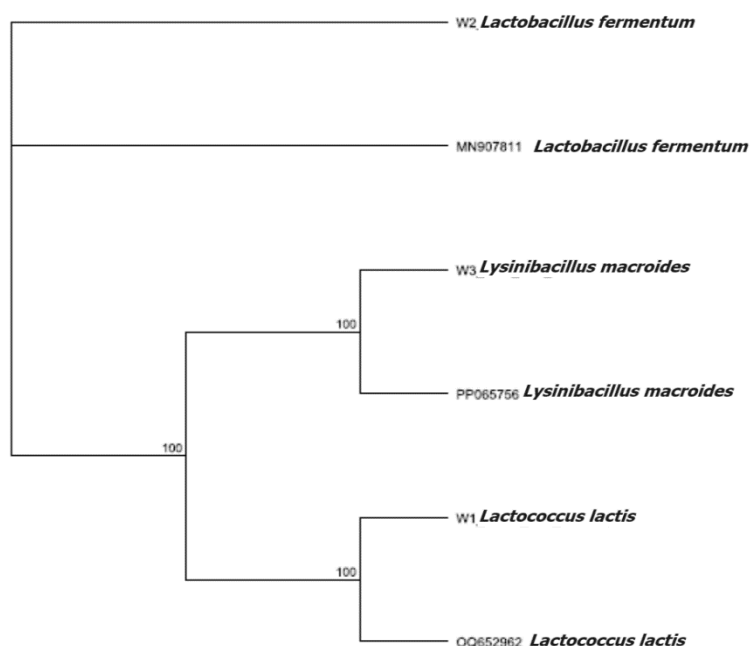 W2 Lactobacillus fermentum
MN907811 Lactobacillus fermentum
W3 Lysinibacillus macroides
100
PP065756 Lysinibacillus macroides
100
W1 Lactococcus lactis
100
OQ652962 Lactococcus lactis